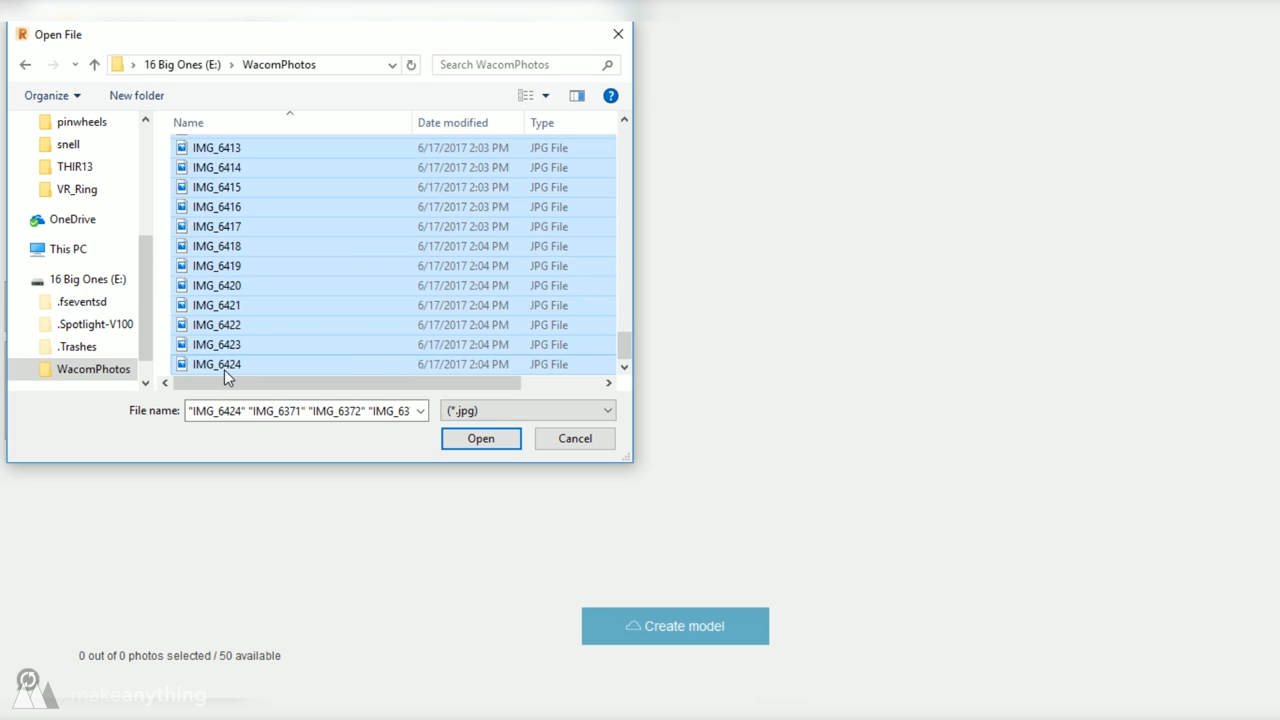 Open File
16 Big Ones (E:) > WacomPhotos
Search WacomPhotos
Organize
New folder
Name
Date modified
Type
pinwheels
snell
THIR13
VR_Ring
OneDrive
This PC
16 Big Ones (E:)
.fseventsd
.Spotlight-V100
.Trashes
WacomPhotos
IMG_6413 6/17/2017 2:03 PM JPG File
IMG_6414 6/17/2017 2:03 PM JPG File
IMG_6415 6/17/2017 2:03 PM JPG File
IMG_6416 6/17/2017 2:03 PM JPG File
IMG_6417 6/17/2017 2:03 PM JPG File
IMG_6418 6/17/2017 2:04 PM JPG File
IMG_6419 6/17/2017 2:04 PM JPG File
IMG_6420 6/17/2017 2:04 PM JPG File
IMG_6421 6/17/2017 2:04 PM JPG File
IMG_6422 6/17/2017 2:04 PM JPG File
IMG_6423 6/17/2017 2:04 PM JPG File
IMG_6424 6/17/2017 2:04 PM JPG File
File name: "IMG_6424" "IMG_6371" "IMG_6372" "IMG_63
(*.jpg)
Open
Cancel
Create model
0 out of 0 photos selected / 50 available
makeanything